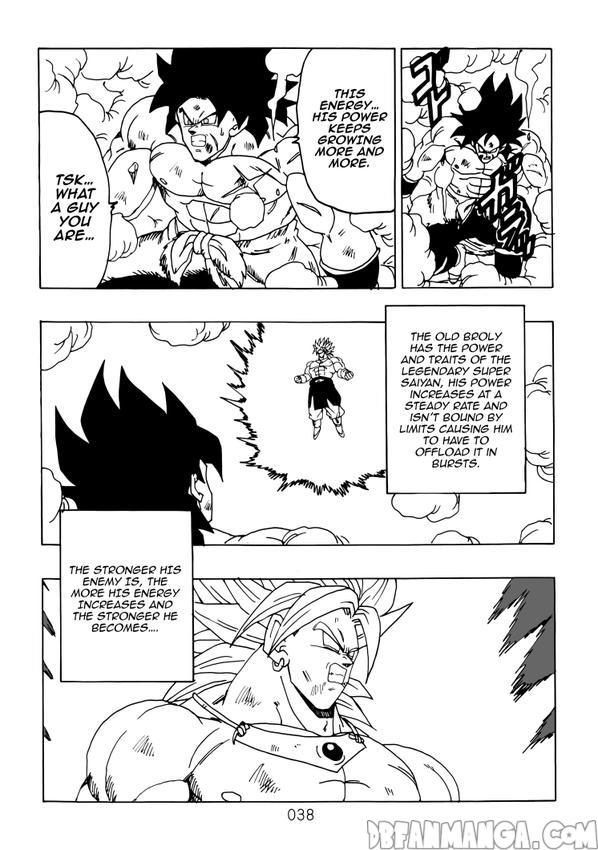 THIS
ENERGY...
HIS POWER
KEEPS
GROWING
MORE AND
MORE.
TSK...
WHAT
A GUY
YOU
ARE...
THE OLD BROLY
HAS THE POWER
AND TRAITS OF THE
LEGENDARY SUPER
SAIYAN, HIS POWER
INCREASES AT A
STEADY RATE AND
ISN'T BOUND BY
LIMITS CAUSING HIM
TO HAVE TO
OFFLOAD IT IN
BURSTS.
THE STRONGER HIS
ENEMY IS, THE
MORE HIS ENERGY
INCREASES AND
THE STRONGER HE
BECOMES....
038
DBFANMANGA.COM